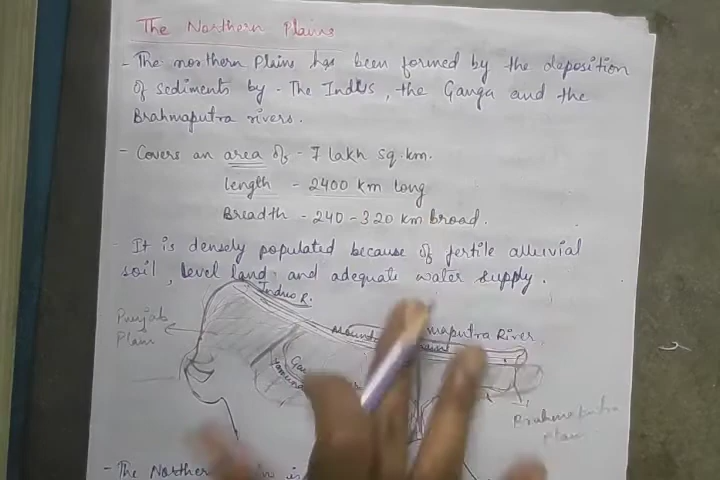 The Northern Plains
- The northern Plains has been formed by the deposition
of sediments by - The Indus, the Ganga and the
Brahmaputra rivers.
- Covers an area of - 7 lakh sq. km.
length - 2400 km long
Breadth - 240 - 320 km broad.
- It is densely populated because of fertile alluvial
soil, level land and adequate water supply.
Indus R.
Punjab
Plain
maputra River
Yamuna
Brahmaputra
Plain
- The Northern